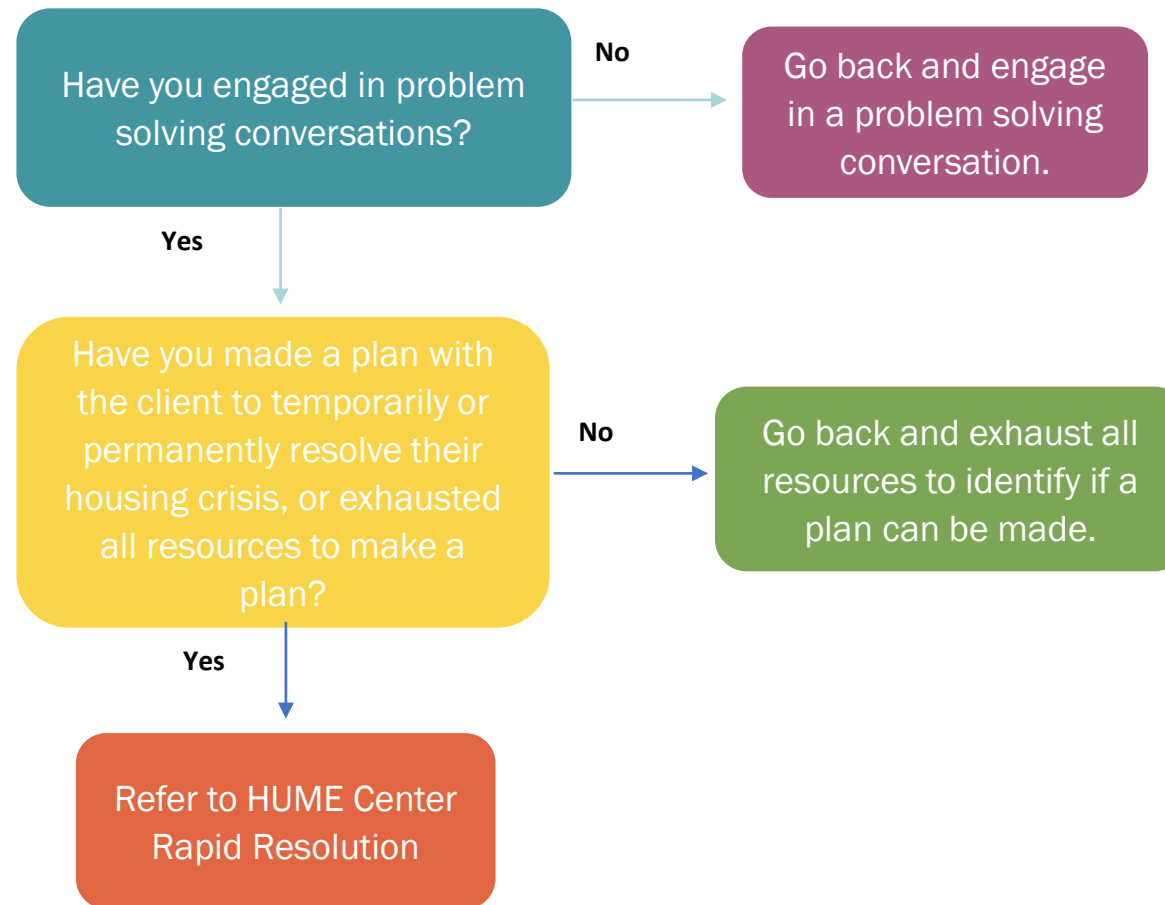 Have you engaged in problem
solving conversations?
No
Go back and engage
in a problem solving
conversation.
Yes
Have you made a plan with
the client to temporarily or
permanently resolve their
housing crisis, or exhausted
all resources to make a
plan?
No
Go back and exhaust all
resources to identify if a
plan can be made.
Yes
Refer to HUME Center
Rapid Resolution